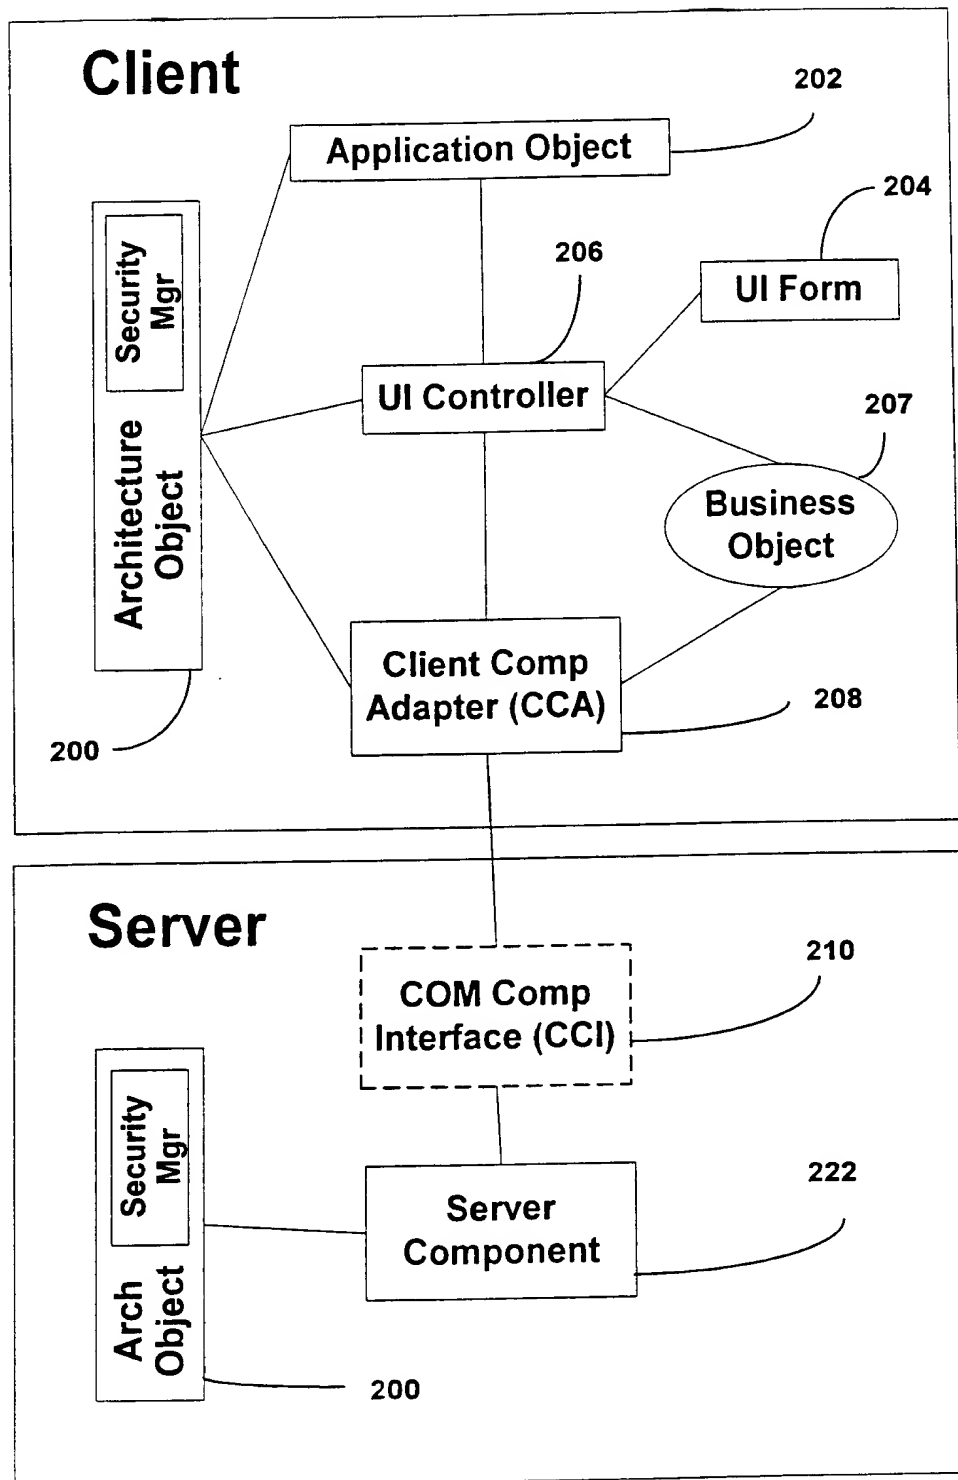 Client
202
Application Object
204
Security
Mgr
206
UI Form
UI Controller
207
Architecture
Object
Business
Object
Client Comp
Adapter (CCA)
208
200
Server
210
COM Comp
Interface (CCI)
Security
Mgr
222
Server
Component
Arch
Object
200